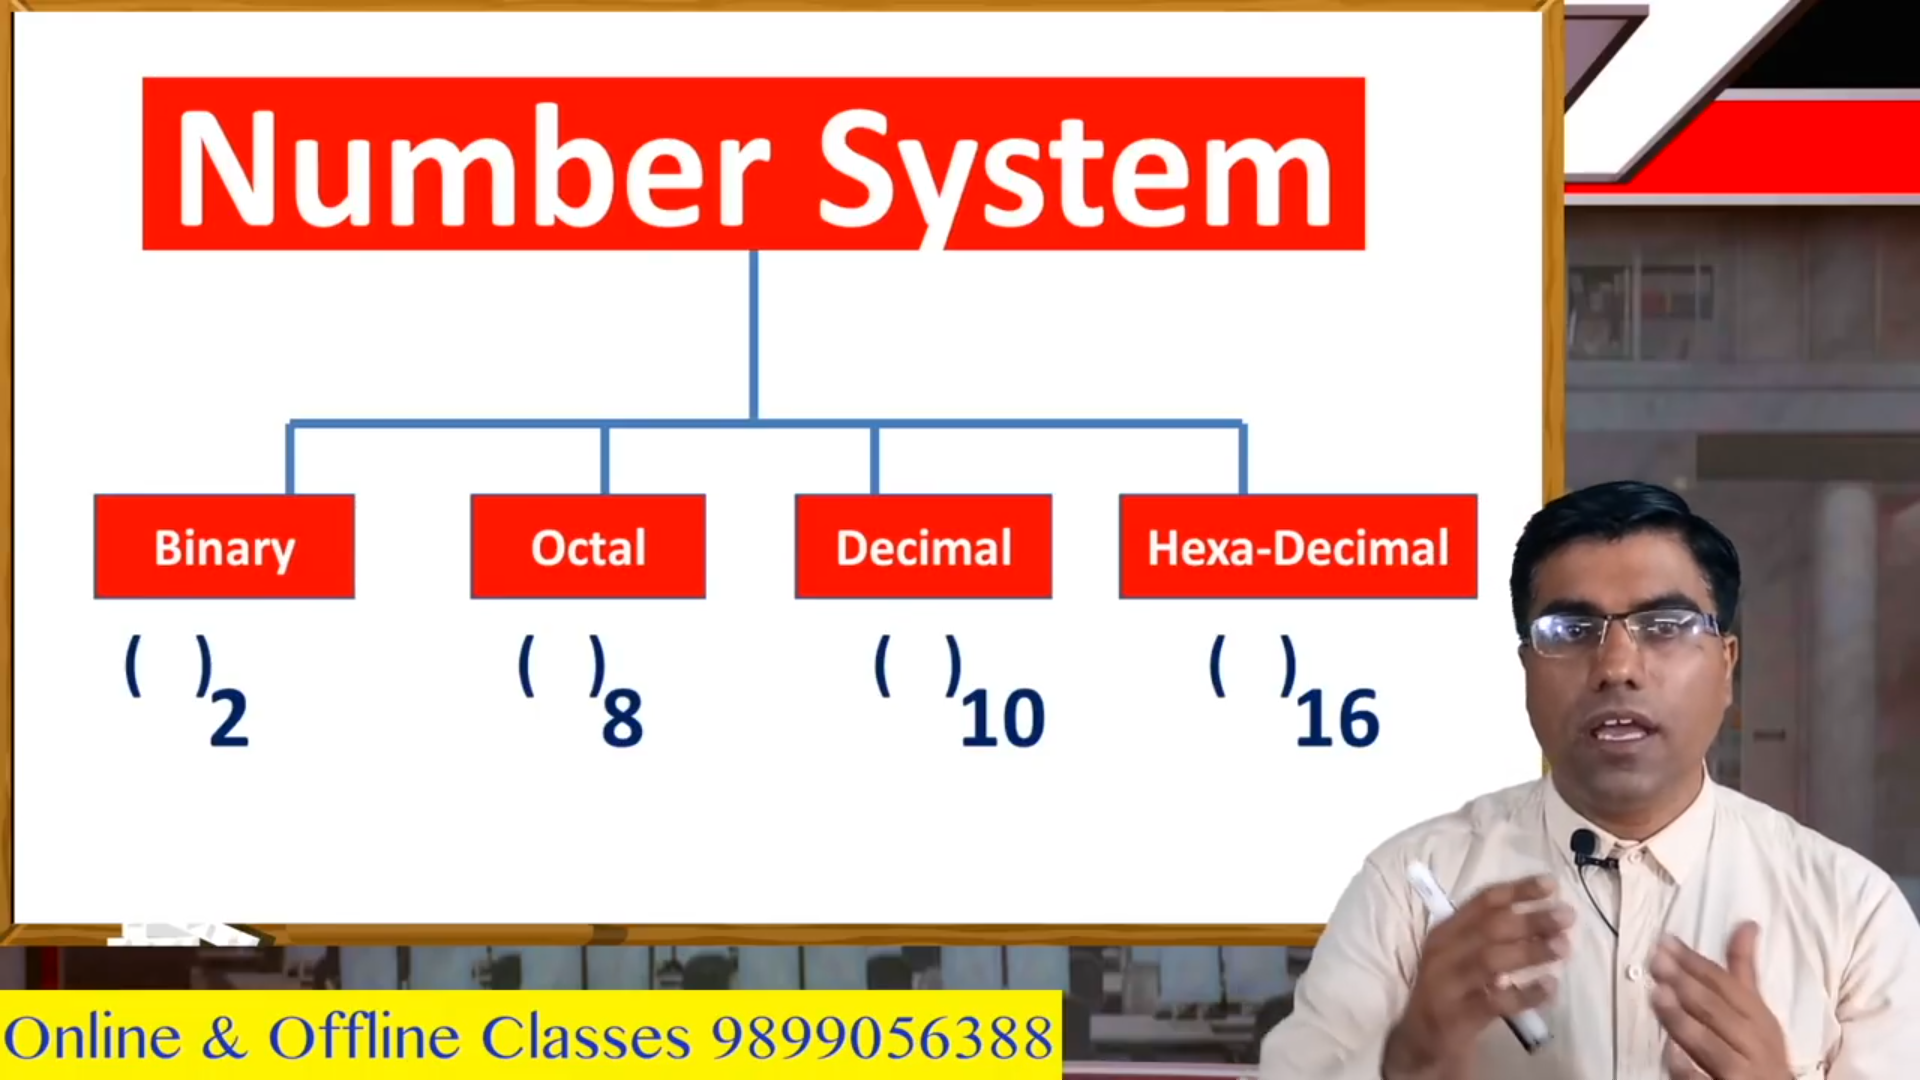 Number System
Binary Octal Decimal Hexa-Decimal
( )2 ( )8 ( )10 ( )16
Online & Offline Classes 9899056388